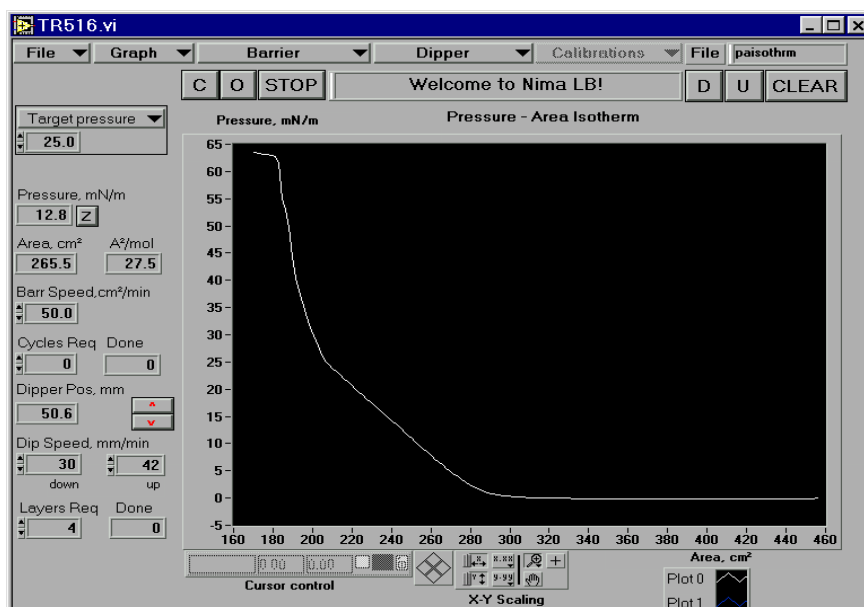 TR516.vi
File Graph Barrier Dipper Calibrations File paisothrm
C O STOP Welcome to Nima LB! D U CLEAR
Target pressure
25.0
Pressure, mN/m
12.8 Z
Area, cm² A²/mol
265.5 27.5
Barr Speed,cm²/min
50.0
Cycles Req Done
0 0
Dipper Pos, mm
50.6
Dip Speed, mm/min
30 42
down up
Layers Req Done
4 0
Pressure, mN/m Pressure - Area Isotherm
65
60
55
50
45
40
35
30
25
20
15
10
5
0
-5
160 180 200 220 240 260 280 300 320 340 360 380 400 420 440 460
Area, cm²
0.00 0.00
Cursor control
x.xx
y.yy
X-Y Scaling
Plot 0
Plot 1